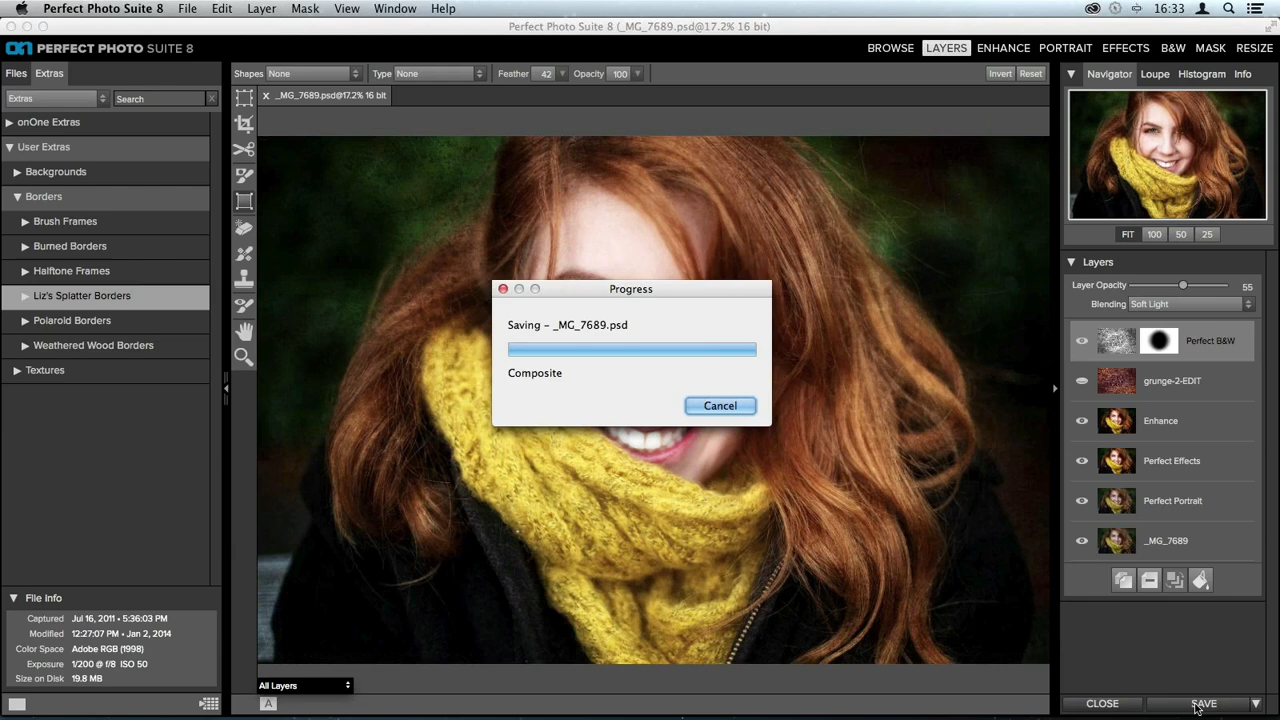 Perfect Photo Suite 8 File Edit Layer Mask View Window Help 16:33
Perfect Photo Suite 8 (_MG_7689.psd@17.2% 16 bit)
on PERFECT PHOTO SUITE 8 BROWSE LAYERS ENHANCE PORTRAIT EFFECTS B&W MASK RESIZE
Files Extras
Extras Search X
onOne Extras
User Extras
Backgrounds
Borders
Brush Frames
Burned Borders
Halftone Frames
Liz's Splatter Borders
Polaroid Borders
Weathered Wood Borders
Textures
File Info
Captured Jul 16, 2011 • 5:36:03 PM
Modified 12:27:07 PM • Jan 2, 2014
Color Space Adobe RGB (1998)
Exposure 1/200 @ f/8 ISO 50
Size on Disk 19.8 MB
Shapes None Type None Feather 42 Opacity 100 Invert Reset
X _MG_7689.psd@17.2% 16 bit
Progress
Saving - _MG_7689.psd
Composite
Cancel
All Layers
A
Navigator Loupe Histogram Info
FIT 100 50 25
Layers
Layer Opacity 55
Blending Soft Light
Perfect B&W
grunge-2-EDIT
Enhance
Perfect Effects
Perfect Portrait
_MG_7689
CLOSE SAVE